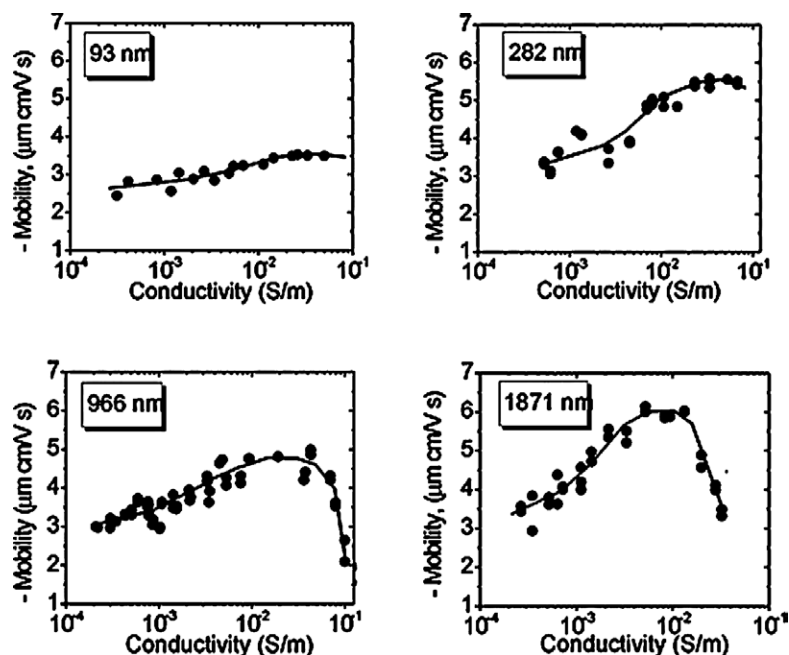 93 nm
- Mobility, (μm cm/V s)
7
6
5
4
3
2
1
10⁻⁴ 10⁻³ 10⁻² 10⁻¹
Conductivity (S/m)
282 nm
- Mobility, (μm cm/V s)
7
6
5
4
3
2
1
10⁻⁴ 10⁻³ 10⁻² 10⁻¹
Conductivity (S/m)
966 nm
- Mobility (μm cm/V s)
7
6
5
4
3
2
1
10⁻⁴ 10⁻³ 10⁻² 10⁻¹
Conductivity (S/m)
1871 nm
- Mobility, (μm cm/V s)
7
6
5
4
3
2
1
10⁻⁴ 10⁻³ 10⁻² 10⁻¹
Conductivity (S/m)